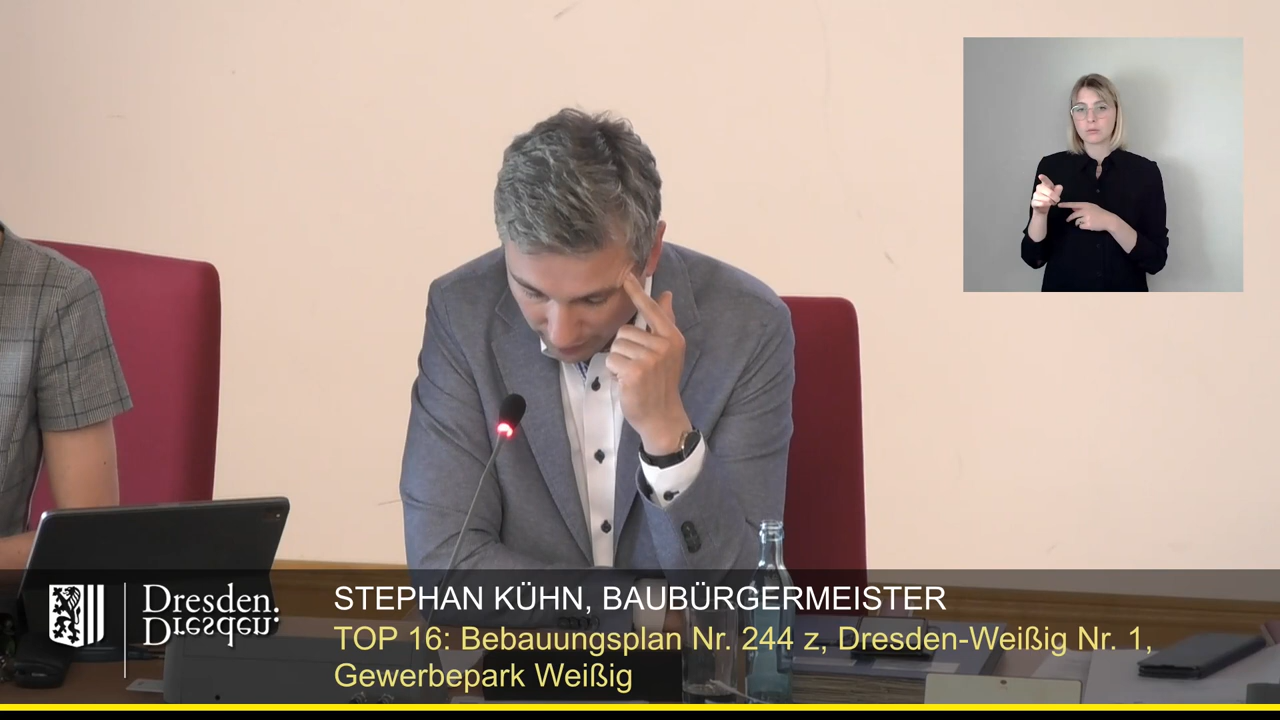 Dresden.
Dresden.
STEPHAN KÜHN, BAUBÜRGERMEISTER
TOP 16: Bebauungsplan Nr. 244 z, Dresden-Weißig Nr. 1,
Gewerbepark Weißig